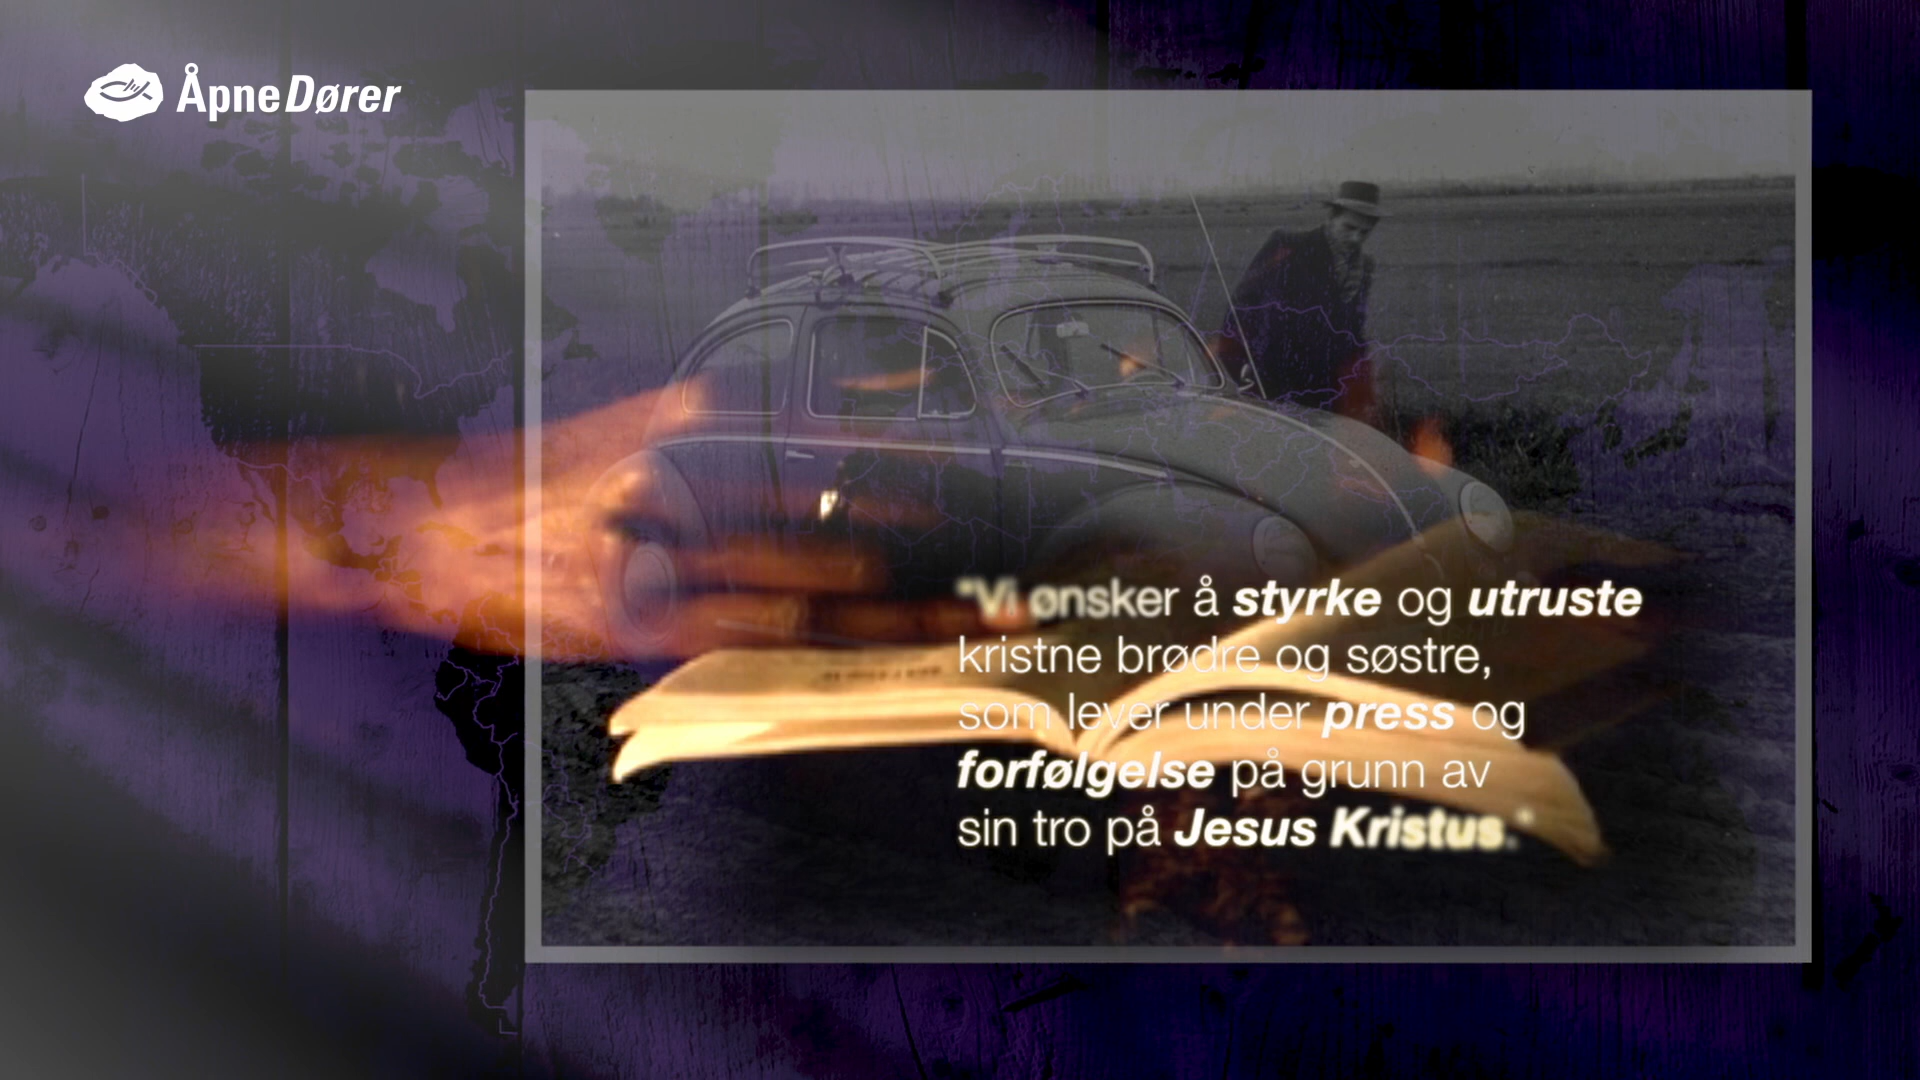 ÅpneDører
"Vi ønsker å styrke og utruste
kristne brødre og søstre,
som lever under press og
forfølgelse på grunn av
sin tro på Jesus Kristus."